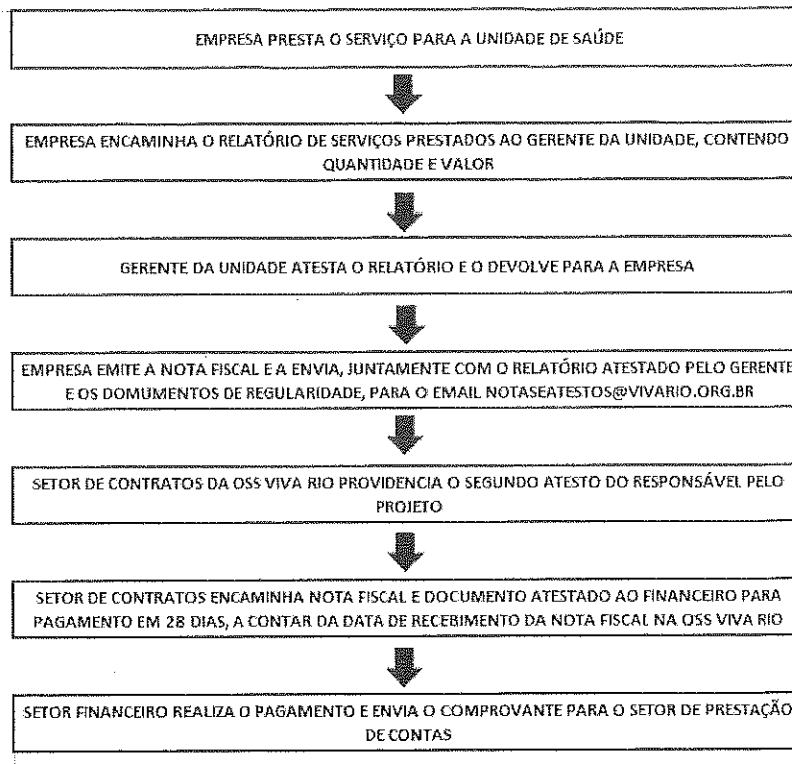 EMPRESA PRESTA O SERVIÇO PARA A UNIDADE DE SAÚDE
EMPRESA ENCAMINHA O RELATÓRIO DE SERVIÇOS PRESTADOS AO GERENTE DA UNIDADE, CONTENDO
QUANTIDADE E VALOR
GERENTE DA UNIDADE ATESTA O RELATÓRIO E O DEVOLVE PARA A EMPRESA
EMPRESA EMITE A NOTA FISCAL E A ENVIA, JUNTAMENTE COM O RELATÓRIO ATESTADO PELO GERENTE
E OS DOMUMENTOS DE REGULARIDADE, PARA O EMAIL NOTASEATESTOS@VIVARIO.ORG.BR
SETOR DE CONTRATOS DA OSS VIVA RIO PROVIDENCIA O SEGUNDO ATESTO DO RESPONSÁVEL PELO
PROJETO
SETOR DE CONTRATOS ENCAMINHA NOTA FISCAL E DOCUMENTO ATESTADO AO FINANCEIRO PARA
PAGAMENTO EM 28 DIAS, A CONTAR DA DATA DE RECEBIMENTO DA NOTA FISCAL NA OSS VIVA RIO
SETOR FINANCEIRO REALIZA O PAGAMENTO E ENVIA O COMPROVANTE PARA O SETOR DE PRESTAÇÃO
DE CONTAS